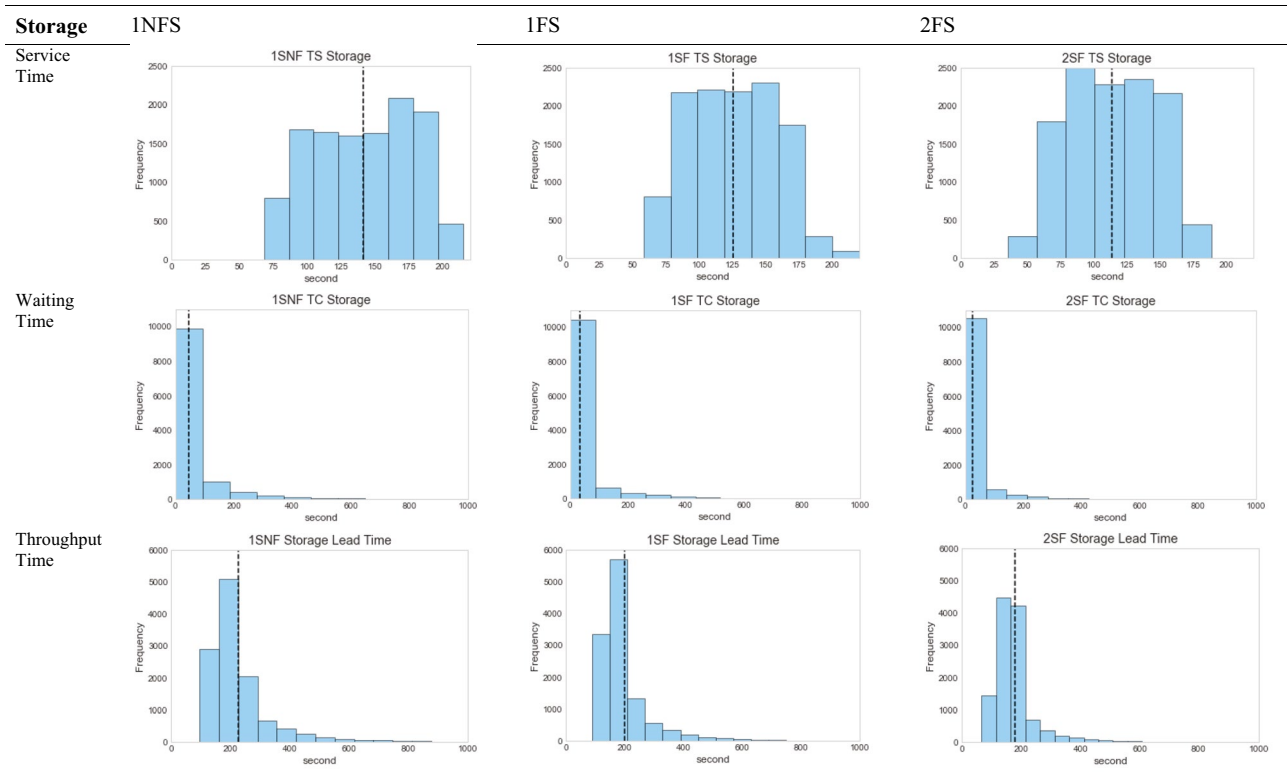 Storage 1NFS 1FS 2FS
Service Time
1SNF TS Storage
2500
2000
1500
1000
500
0
Frequency
0 25 50 75 100 125 150 175 200
second
1SF TS Storage
2500
2000
1500
1000
500
0
Frequency
0 25 50 75 100 125 150 175 200
second
2SF TS Storage
2500
2000
1500
1000
500
0
Frequency
0 25 50 75 100 125 150 175 200
second
Waiting
Time
1SNF TC Storage
10000
8000
6000
4000
2000
0
Frequency
0 200 400 600 800 1000
second
1SF TC Storage
10000
8000
6000
4000
2000
0
Frequency
0 200 400 600 800 1000
second
2SF TC Storage
10000
8000
6000
4000
2000
0
Frequency
0 200 400 600 800 1000
second
Throughput
Time
1SNF Storage Lead Time
6000
5000
4000
3000
2000
1000
0
Frequency
0 200 400 600 800 1000
second
1SF Storage Lead Time
6000
5000
4000
3000
2000
1000
0
Frequency
0 200 400 600 800 1000
second
2SF Storage Lead Time
6000
5000
4000
3000
2000
1000
0
Frequency
0 200 400 600 800 1000
second